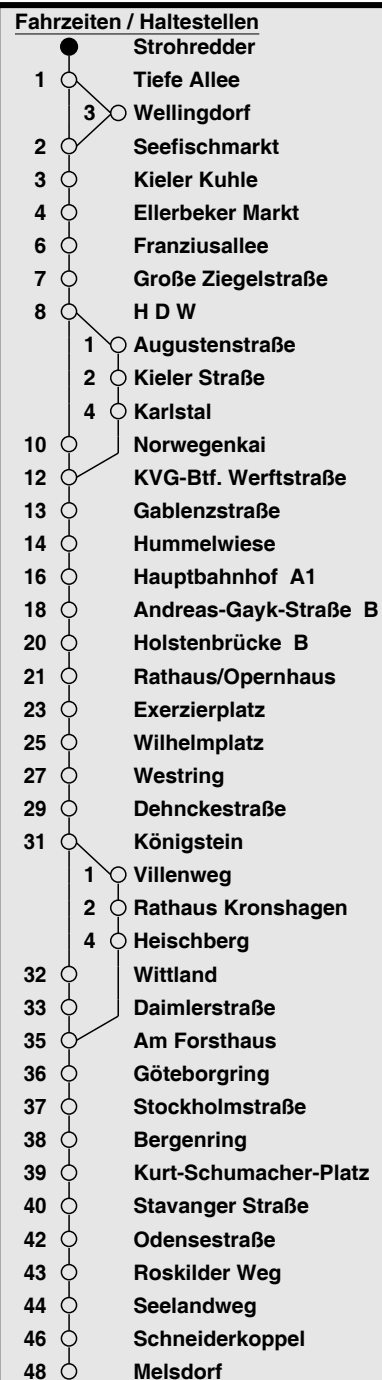 Fahrzeiten / Haltestellen
Strohredder
1 Tiefe Allee
3 Wellingdorf
2 Seefischmarkt
3 Kieler Kuhle
4 Ellerbeker Markt
6 Franziusallee
7 Große Ziegelstraße
8 H D W
1 Augustenstraße
2 Kieler Straße
4 Karlstal
10 Norwegenkai
12 KVG-Btf. Werftstraße
13 Gablenzstraße
14 Hummelwiese
16 Hauptbahnhof A1
18 Andreas-Gayk-Straße B
20 Holstenbrücke B
21 Rathaus/Opernhaus
23 Exerzierplatz
25 Wilhelmplatz
27 Westring
29 Dehnckestraße
31 Königstein
1 Villenweg
2 Rathaus Kronshagen
4 Heischberg
32 Wittland
33 Daimlerstraße
35 Am Forsthaus
36 Göteborgring
37 Stockholmstraße
38 Bergenring
39 Kurt-Schumacher-Platz
40 Stavanger Straße
42 Odensestraße
43 Roskilder Weg
44 Seelandweg
46 Schneiderkoppel
48 Melsdorf